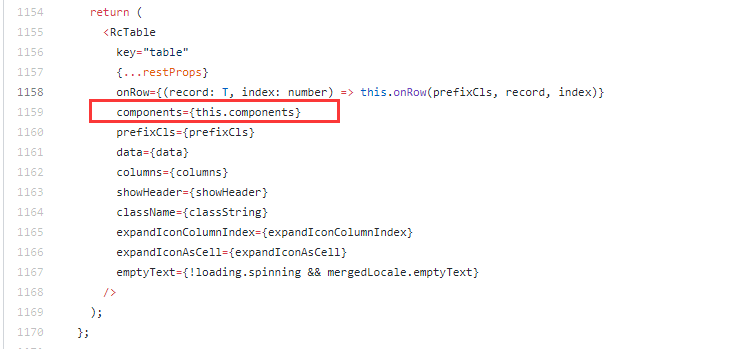 1154 return (
1155 <RcTable
1156 key="table"
1157 {...restProps}
1158 onRow={(record: T, index: number) => this.onRow(prefixCls, record, index)}
1159 components={this.components}
1160 prefixCls={prefixCls}
1161 data={data}
1162 columns={columns}
1163 showHeader={showHeader}
1164 className={classString}
1165 expandIconColumnIndex={expandIconColumnIndex}
1166 expandIconAsCell={expandIconAsCell}
1167 emptyText={!loading.spinning && mergedLocale.emptyText}
1168 />
1169 );
1170 };